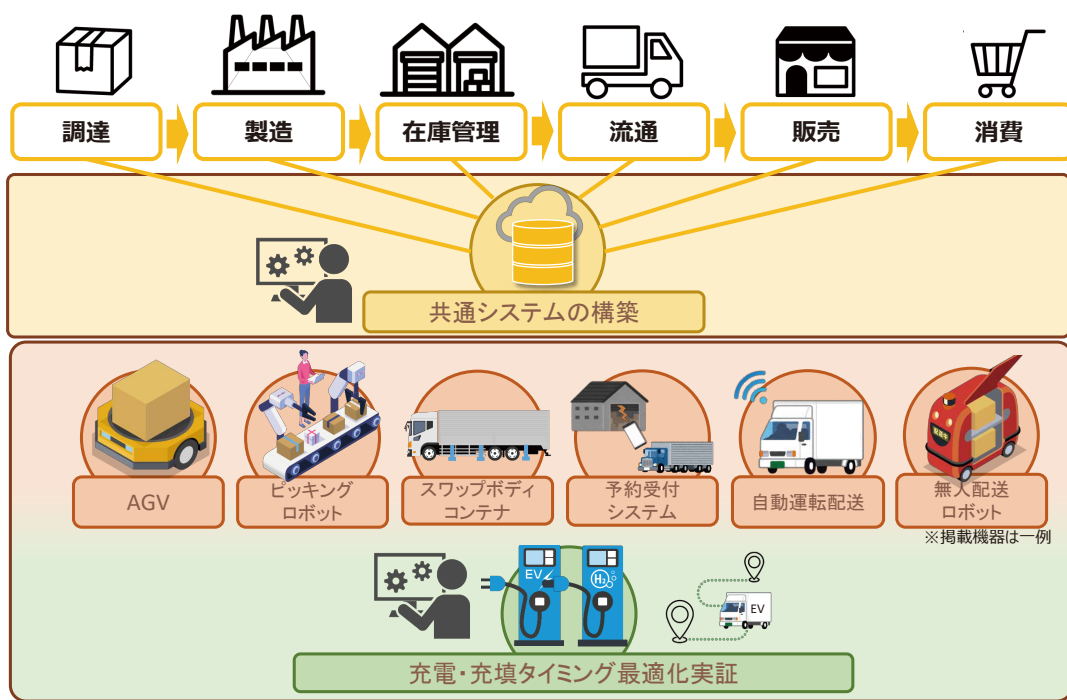 調達
製造
在庫管理
流通
販売
消費
共通システムの構築
AGV
ピッキング
ロボット
スワップボディ
コンテナ
予約受付
システム
自動運転配送
無人配送
ロボット
※掲載機器は一例
EV
H₂
EV
充電・充填タイミング最適化実証